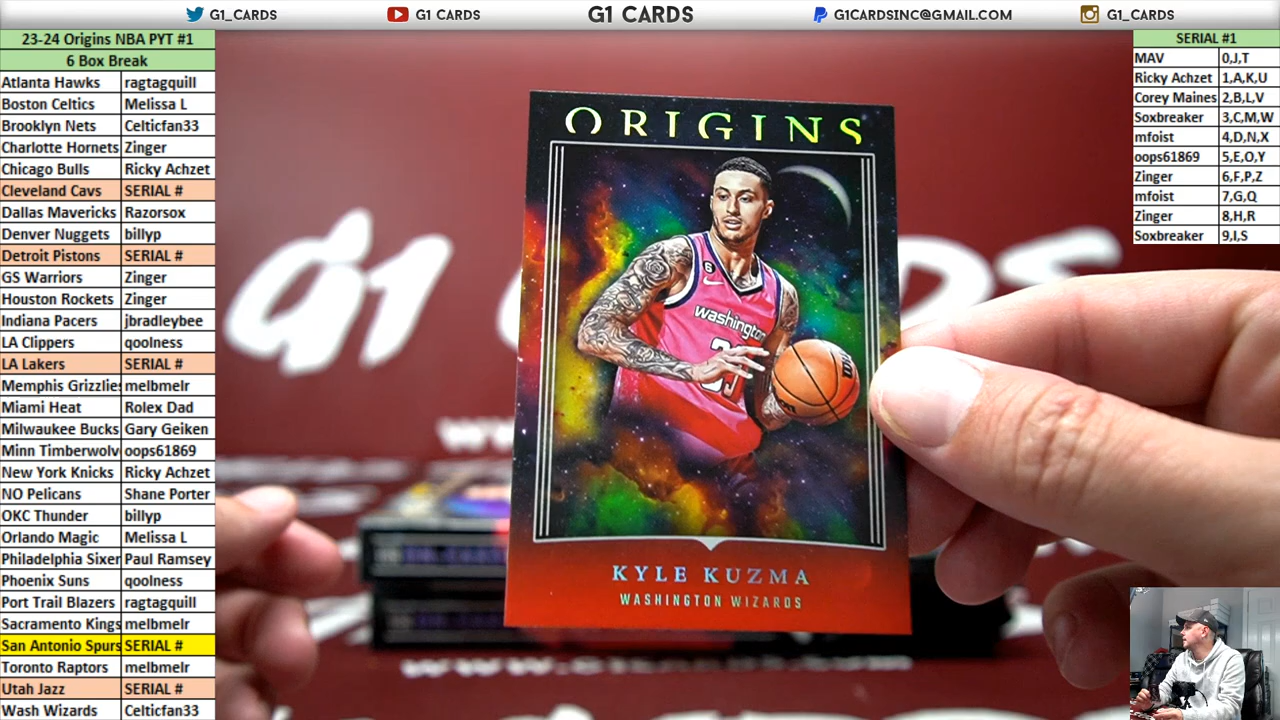 G1_CARDS
G1 CARDS
G1 CARDS
G1CARDSINC@GMAIL.COM
G1_CARDS
23-24 Origins NBA PYT #1
6 Box Break
Atlanta Hawks ragtagquill
Boston Celtics Melissa L
Brooklyn Nets Celticfan33
Charlotte Hornets Zinger
Chicago Bulls Ricky Achzet
Cleveland Cavs SERIAL #
Dallas Mavericks Razorsox
Denver Nuggets billyp
Detroit Pistons SERIAL #
GS Warriors Zinger
Houston Rockets Zinger
Indiana Pacers jbradleybee
LA Clippers qoolness
LA Lakers SERIAL #
Memphis Grizzlies melbmelr
Miami Heat Rolex Dad
Milwaukee Bucks Gary Geiken
Minn Timberwolv oops61869
New York Knicks Ricky Achzet
NO Pelicans Shane Porter
OKC Thunder billyp
Orlando Magic Melissa L
Philadelphia Sixer Paul Ramsey
Phoenix Suns qoolness
Port Trail Blazers ragtagquill
Sacramento Kings melbmelr
San Antonio Spurs SERIAL #
Toronto Raptors melbmelr
Utah Jazz SERIAL #
Wash Wizards Celticfan33
ORIGINS
6
washington
33
KYLE KUZMA
WASHINGTON WIZARDS
G1
SERIAL #1
MAV 0,J,T
Ricky Achzet 1,A,K,U
Corey Maines 2,B,L,V
Soxbreaker 3,C,M,W
mfoist 4,D,N,X
oops61869 5,E,O,Y
Zinger 6,F,P,Z
mfoist 7,G,Q
Zinger 8,H,R
Soxbreaker 9,I,S